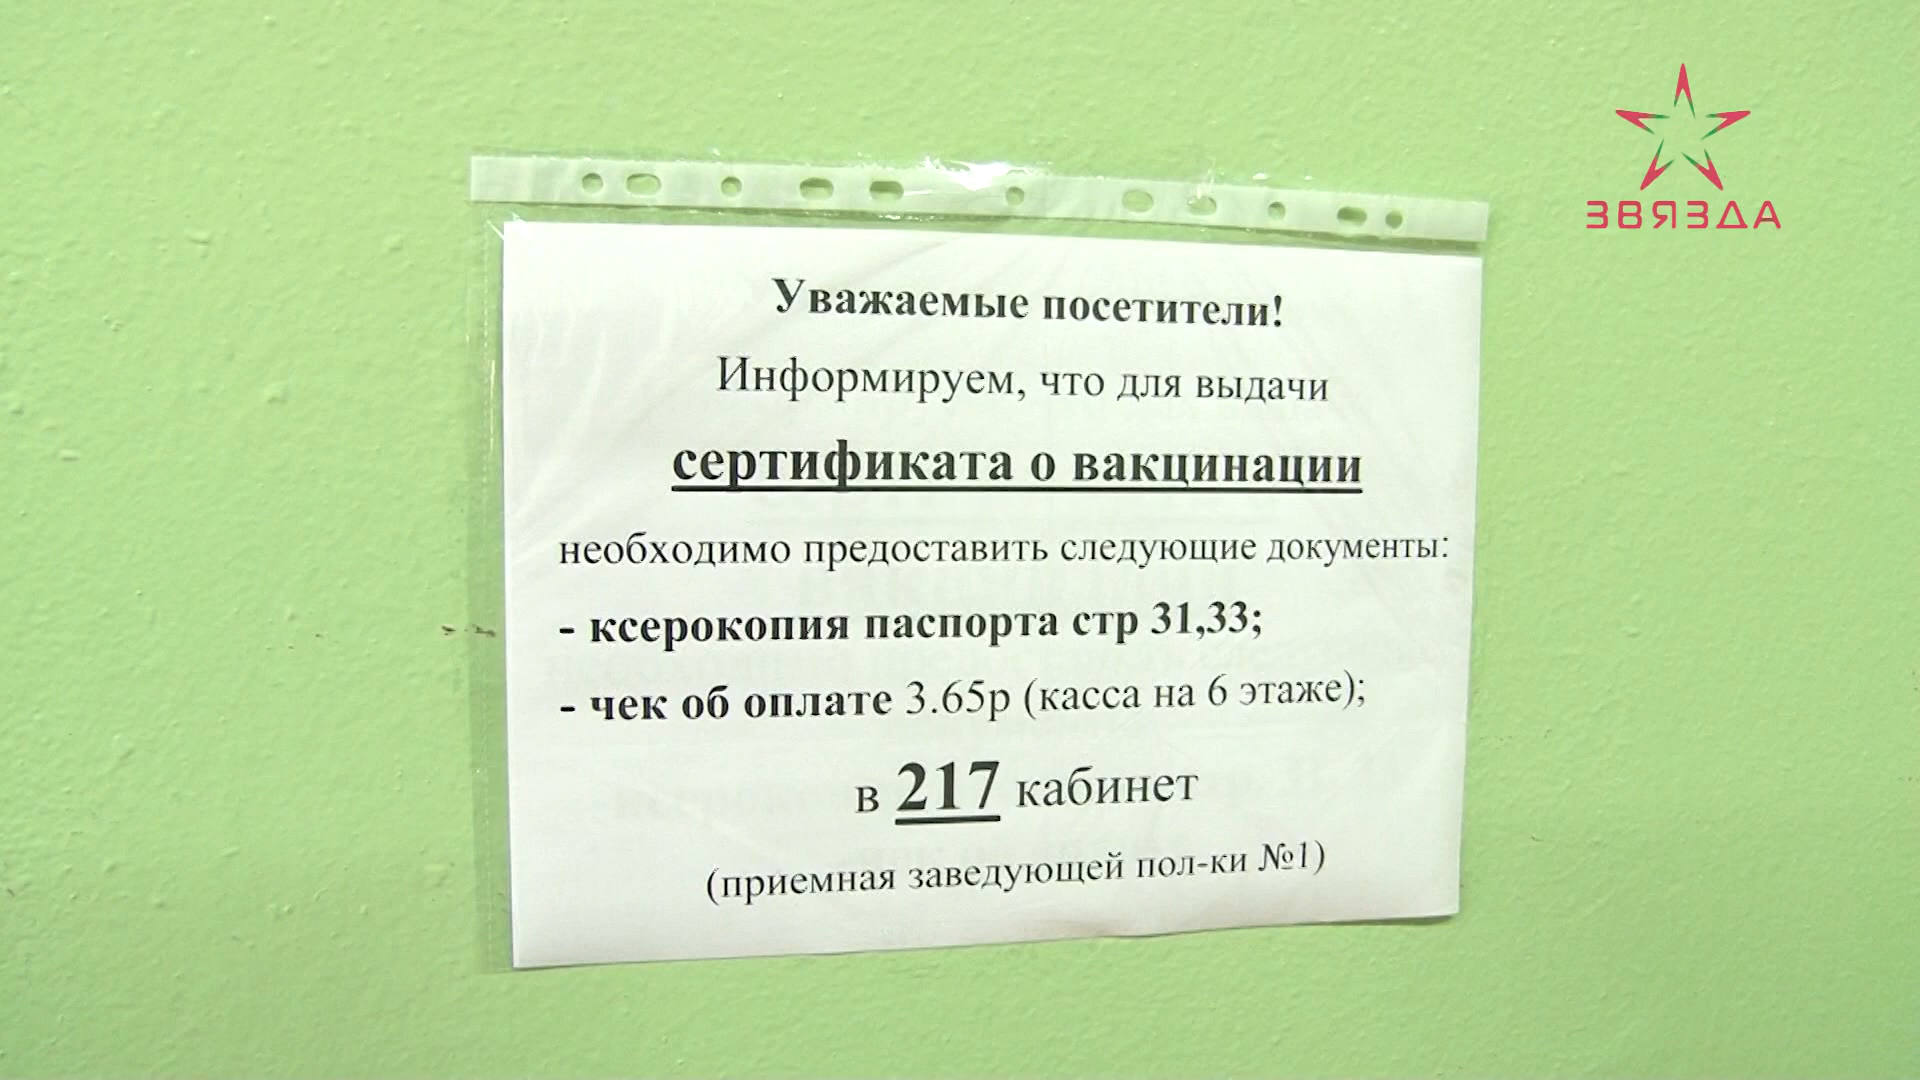 ЗВЯЗДА
Уважаемые посетители!
Информируем, что для выдачи
сертификата о вакцинации
необходимо предоставить следующие документы:
- ксерокопия паспорта стр 31,33;
- чек об оплате 3.65р (касса на 6 этаже);
в 217 кабинет
(приемная заведующей пол-ки №1)